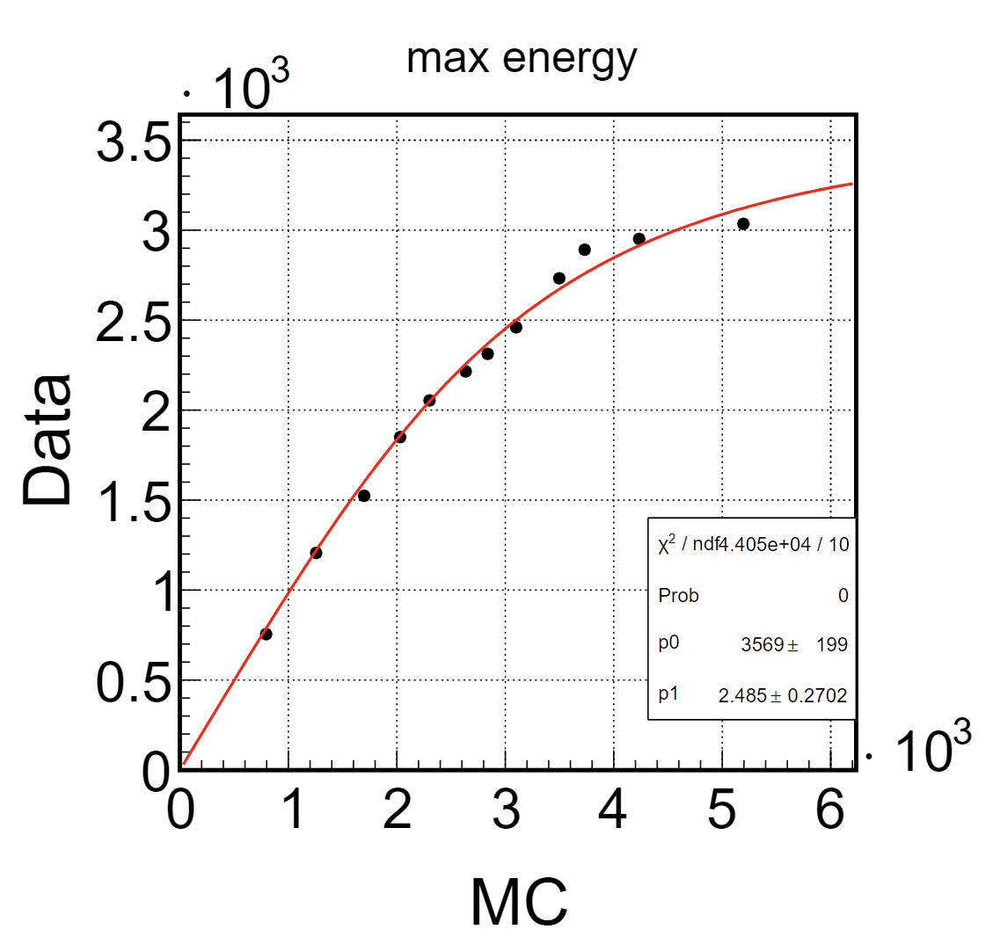 max energy
· 10³
3.5
3
2.5
2
1.5
1
0.5
0
Data
χ² / ndf4.405e+04 / 10
Prob 0
p0 3569± 199
p1 2.485± 0.2702
· 10³
0 1 2 3 4 5 6
MC